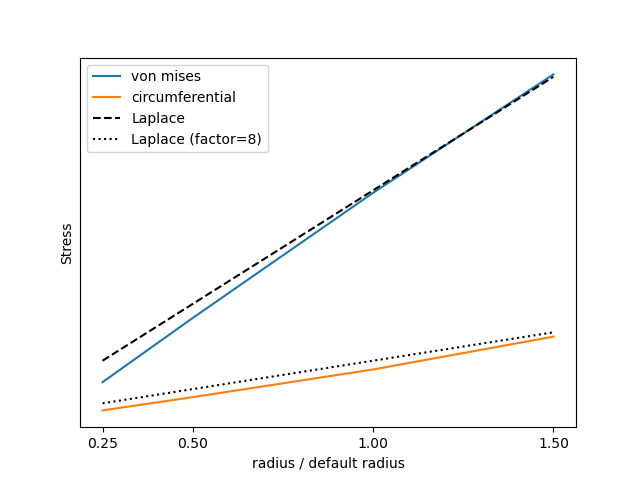 von mises
circumferential
Laplace
Laplace (factor=8)
Stress
0.25 0.50 1.00 1.50
radius / default radius